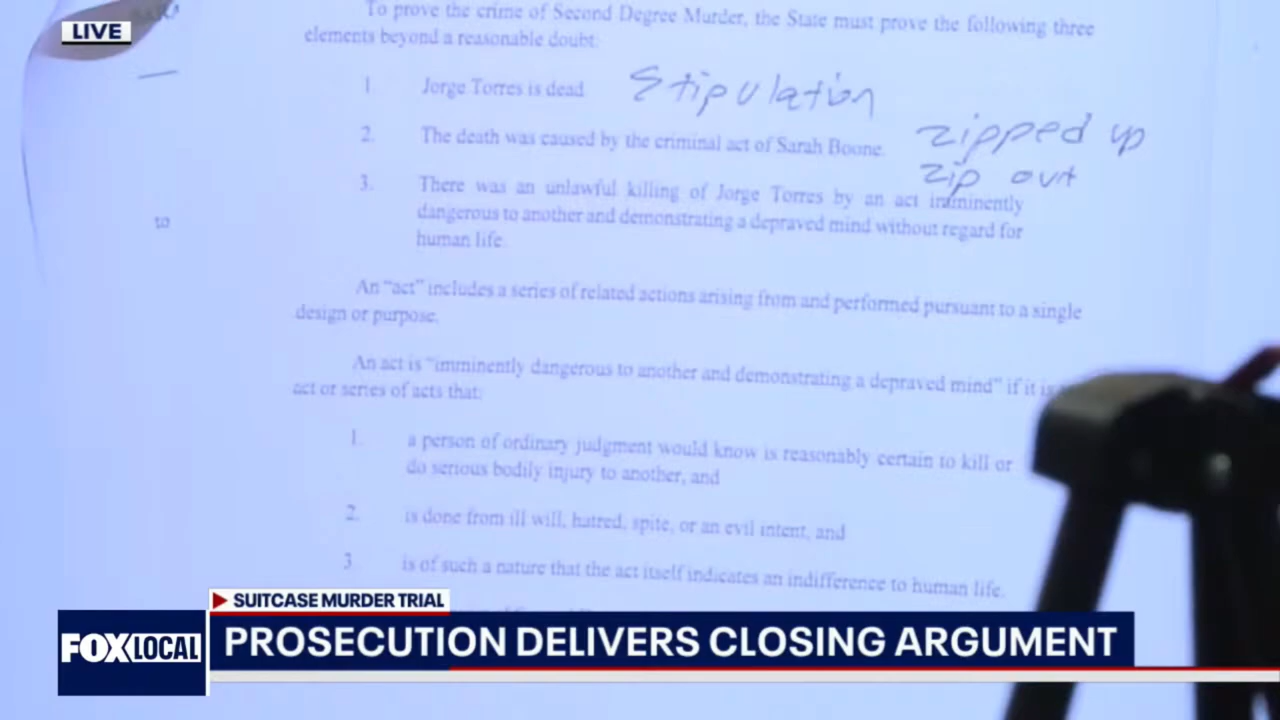 LIVE
To prove the crime of Second Degree Murder, the State must prove the following three
elements beyond a reasonable doubt:
1. Jorge Torres is dead. Stipulation
2. The death was caused by the criminal act of Sarah Boone. zipped up
zip out
3. There was an unlawful killing of Jorge Torres by an act imminently
dangerous to another and demonstrating a depraved mind without regard for
human life.
to
An "act" includes a series of related actions arising from and performed pursuant to a single
design or purpose.
An act is "imminently dangerous to another and demonstrating a depraved mind" if it is
act or series of acts that:
1. a person of ordinary judgment would know is reasonably certain to kill or
do serious bodily injury to another, and
2. is done from ill will, hatred, spite, or an evil intent, and
3. is of such a nature that the act itself indicates an indifference to human life.
SUITCASE MURDER TRIAL
FOX LOCAL
PROSECUTION DELIVERS CLOSING ARGUMENT